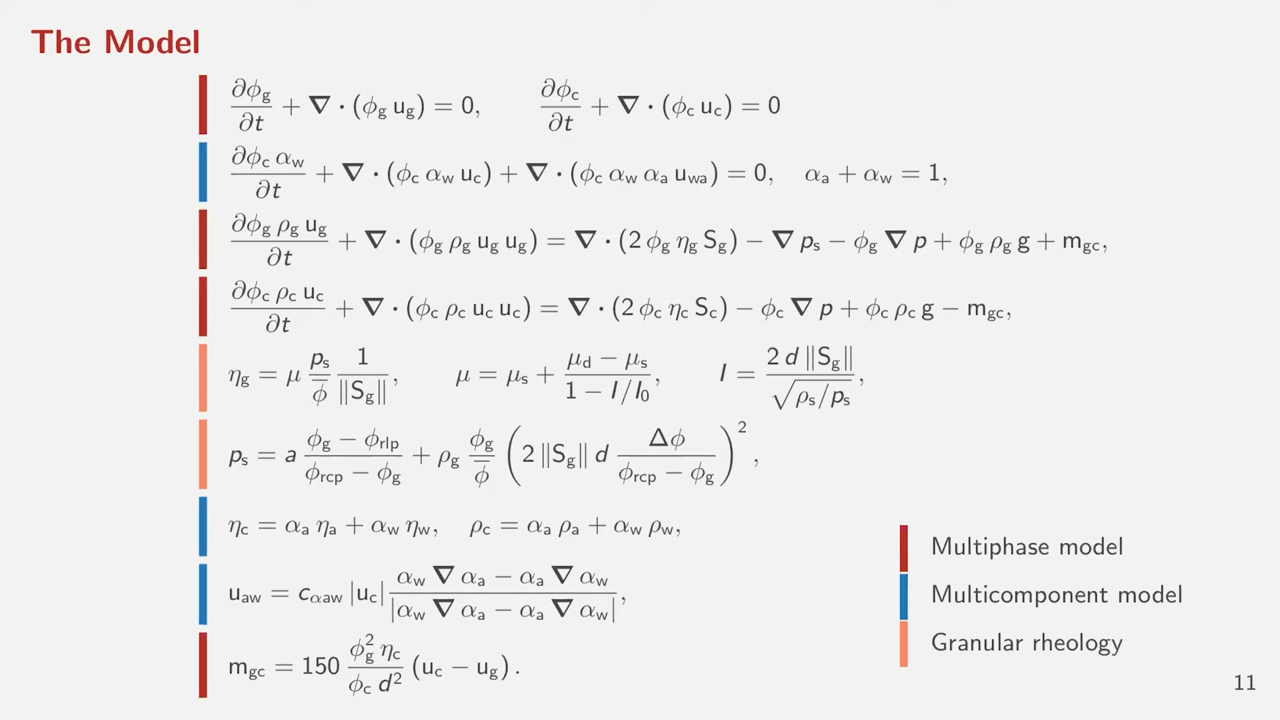 The Model
∂ϕ_g/∂t + ∇ · (ϕ_g u_g) = 0, ∂ϕ_c/∂t + ∇ · (ϕ_c u_c) = 0
∂ϕ_c α_w/∂t + ∇ · (ϕ_c α_w u_c) + ∇ · (ϕ_c α_w α_a u_wa) = 0, α_a + α_w = 1,
∂ϕ_g ρ_g u_g/∂t + ∇ · (ϕ_g ρ_g u_g u_g) = ∇ · (2 ϕ_g η_g S_g) − ∇ p_s − ϕ_g ∇ p + ϕ_g ρ_g g + m_gc,
∂ϕ_c ρ_c u_c/∂t + ∇ · (ϕ_c ρ_c u_c u_c) = ∇ · (2 ϕ_c η_c S_c) − ϕ_c ∇ p + ϕ_c ρ_c g − m_gc,
η_g = μ p_s/ϕ̅ 1/‖S_g‖, μ = μ_s + (μ_d − μ_s)/(1 − I/I_0), I = 2 d ‖S_g‖/√(ρ_s/p_s),
p_s = a (ϕ_g − ϕ_rlp)/(ϕ_rcp − ϕ_g) + ρ_g ϕ_g/ϕ̅ (2 ‖S_g‖ d Δϕ/(ϕ_rcp − ϕ_g))^2,
η_c = α_a η_a + α_w η_w, ρ_c = α_a ρ_a + α_w ρ_w,
u_aw = c_αaw |u_c| (α_w ∇ α_a − α_a ∇ α_w)/|α_w ∇ α_a − α_a ∇ α_w|,
m_gc = 150 ϕ_g^2 η_c/(ϕ_c d^2) (u_c − u_g).
Multiphase model
Multicomponent model
Granular rheology
11